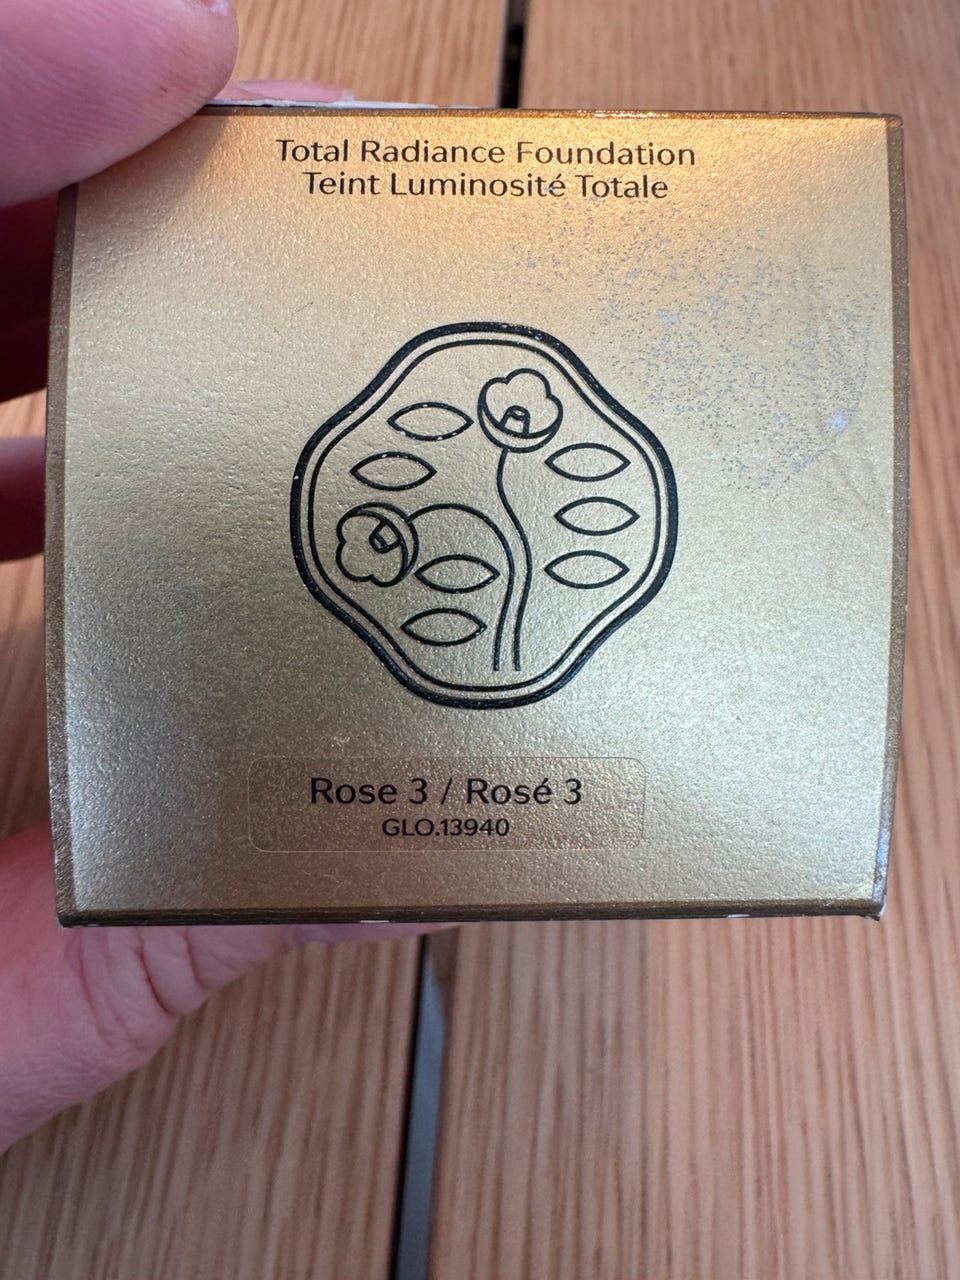 Total Radiance Foundation
Teint Luminosité Totale
Rose 3 / Rosé 3
GLO.13940